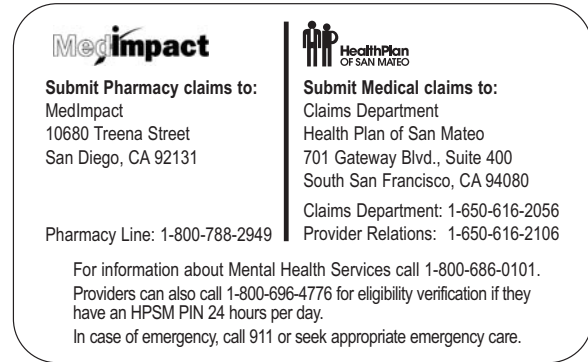 MedImpact
Submit Pharmacy claims to:
MedImpact
10680 Treena Street
San Diego, CA 92131
Pharmacy Line: 1-800-788-2949
HealthPlan
OF SAN MATEO
Submit Medical claims to:
Claims Department
Health Plan of San Mateo
701 Gateway Blvd., Suite 400
South San Francisco, CA 94080
Claims Department: 1-650-616-2056
Provider Relations: 1-650-616-2106
For information about Mental Health Services call 1-800-686-0101.
Providers can also call 1-800-696-4776 for eligibility verification if they
have an HPSM PIN 24 hours per day.
In case of emergency, call 911 or seek appropriate emergency care.